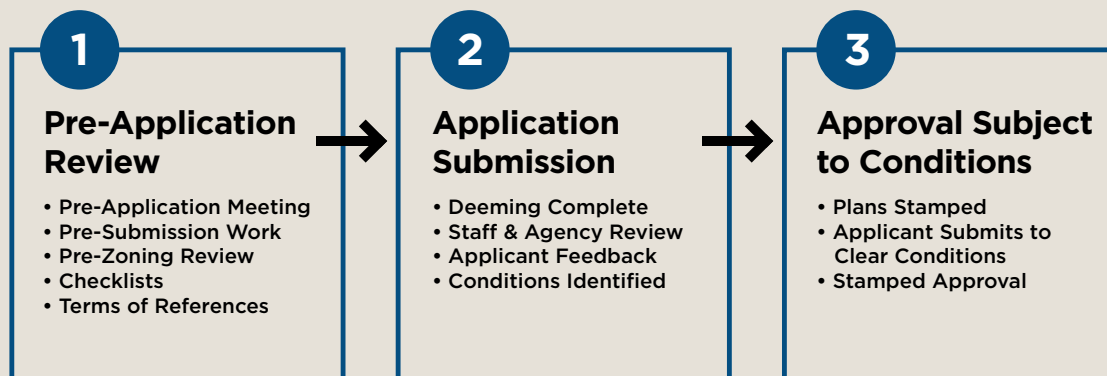 1
Pre-Application
Review
• Pre-Application Meeting
• Pre-Submission Work
• Pre-Zoning Review
• Checklists
• Terms of References
2
Application
Submission
• Deeming Complete
• Staff & Agency Review
• Applicant Feedback
• Conditions Identified
3
Approval Subject
to Conditions
• Plans Stamped
• Applicant Submits to
Clear Conditions
• Stamped Approval